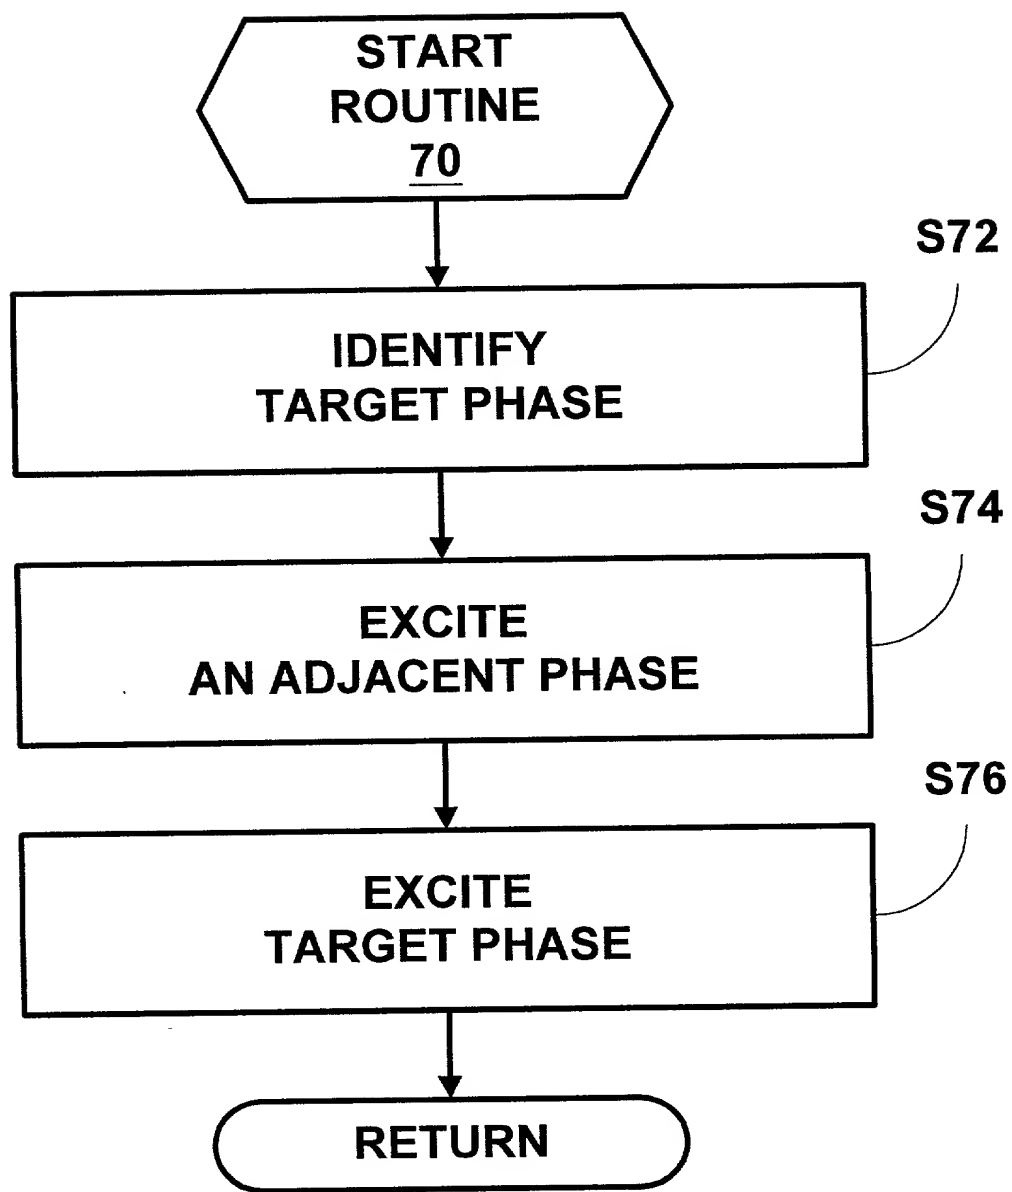 START
ROUTINE
70
S72
IDENTIFY
TARGET PHASE
S74
EXCITE
AN ADJACENT PHASE
S76
EXCITE
TARGET PHASE
RETURN